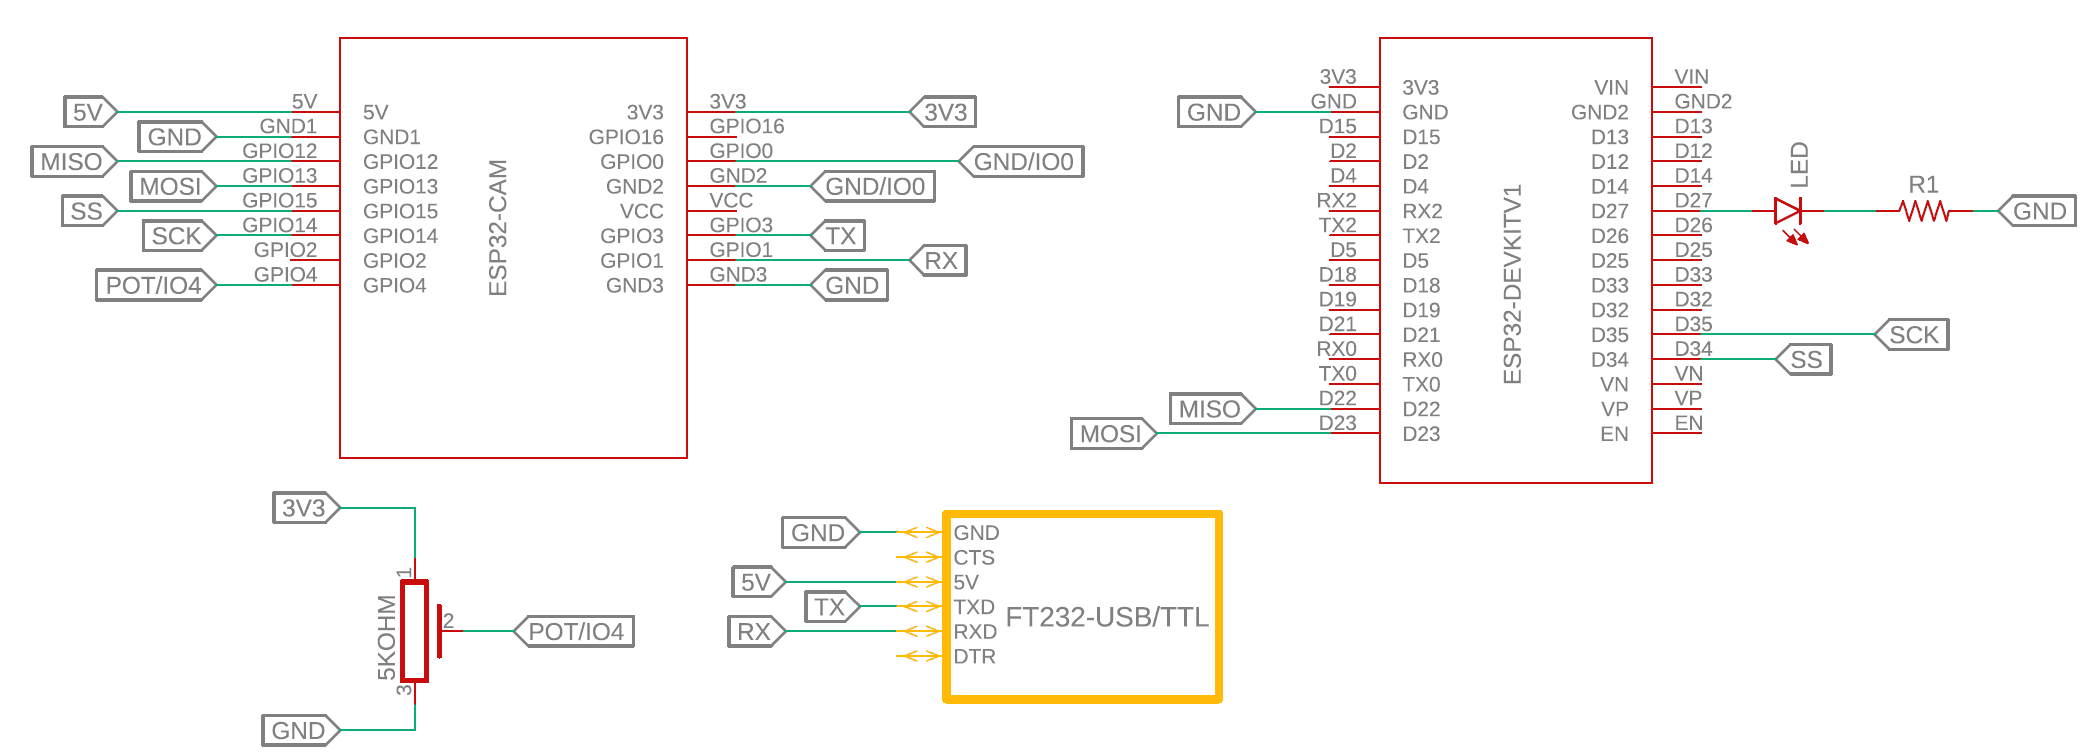 5V 5V 5V
GND GND1 GND1
MISO GPIO12 GPIO12
MOSI GPIO13 GPIO13
SS GPIO15 GPIO15
SCK GPIO14 GPIO14
GPIO2 GPIO2
POT/IO4 GPIO4 GPIO4
ESP32-CAM
3V3 3V3 3V3
GPIO16 GPIO16
GPIO0 GPIO0 GND/IO0
GND2 GND2 GND/IO0
VCC VCC
GPIO3 GPIO3 TX
GPIO1 GPIO1 RX
GND3 GND3 GND
3V3 3V3
GND GND GND
D15 D15
D2 D2
D4 D4
RX2 RX2
TX2 TX2
D5 D5
D18 D18
D19 D19
D21 D21
RX0 RX0
TX0 TX0
MISO D22 D22
MOSI D23 D23
ESP32-DEVKITV1
VIN VIN
GND2 GND2
D13 D13
D12 D12
D14 D14
D27 D27 LED R1 GND
D26 D26
D25 D25
D33 D33
D32 D32
D35 D35 SCK
D34 D34 SS
VN VN
VP VP
EN EN
3V3
1
5KOHM
2 POT/IO4
3
GND
GND GND
CTS
5V 5V
TX TXD
RX RXD
DTR
FT232-USB/TTL